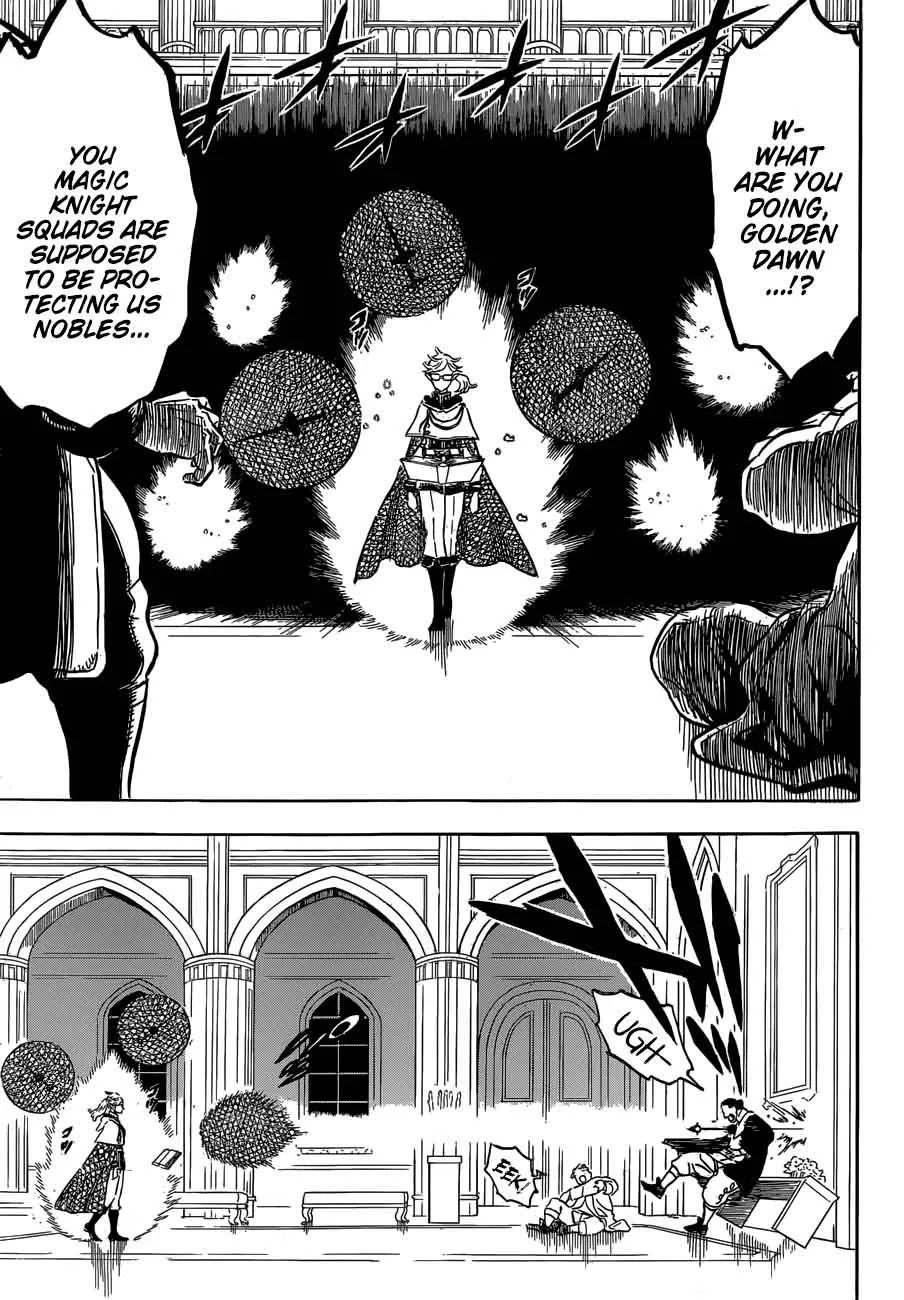 W-
WHAT
ARE YOU
DOING,
GOLDEN
DAWN
...!?
YOU
MAGIC
KNIGHT
SQUADS ARE
SUPPOSED
TO BE PRO-
TECTING US
NOBLES...
UGH
EEK!